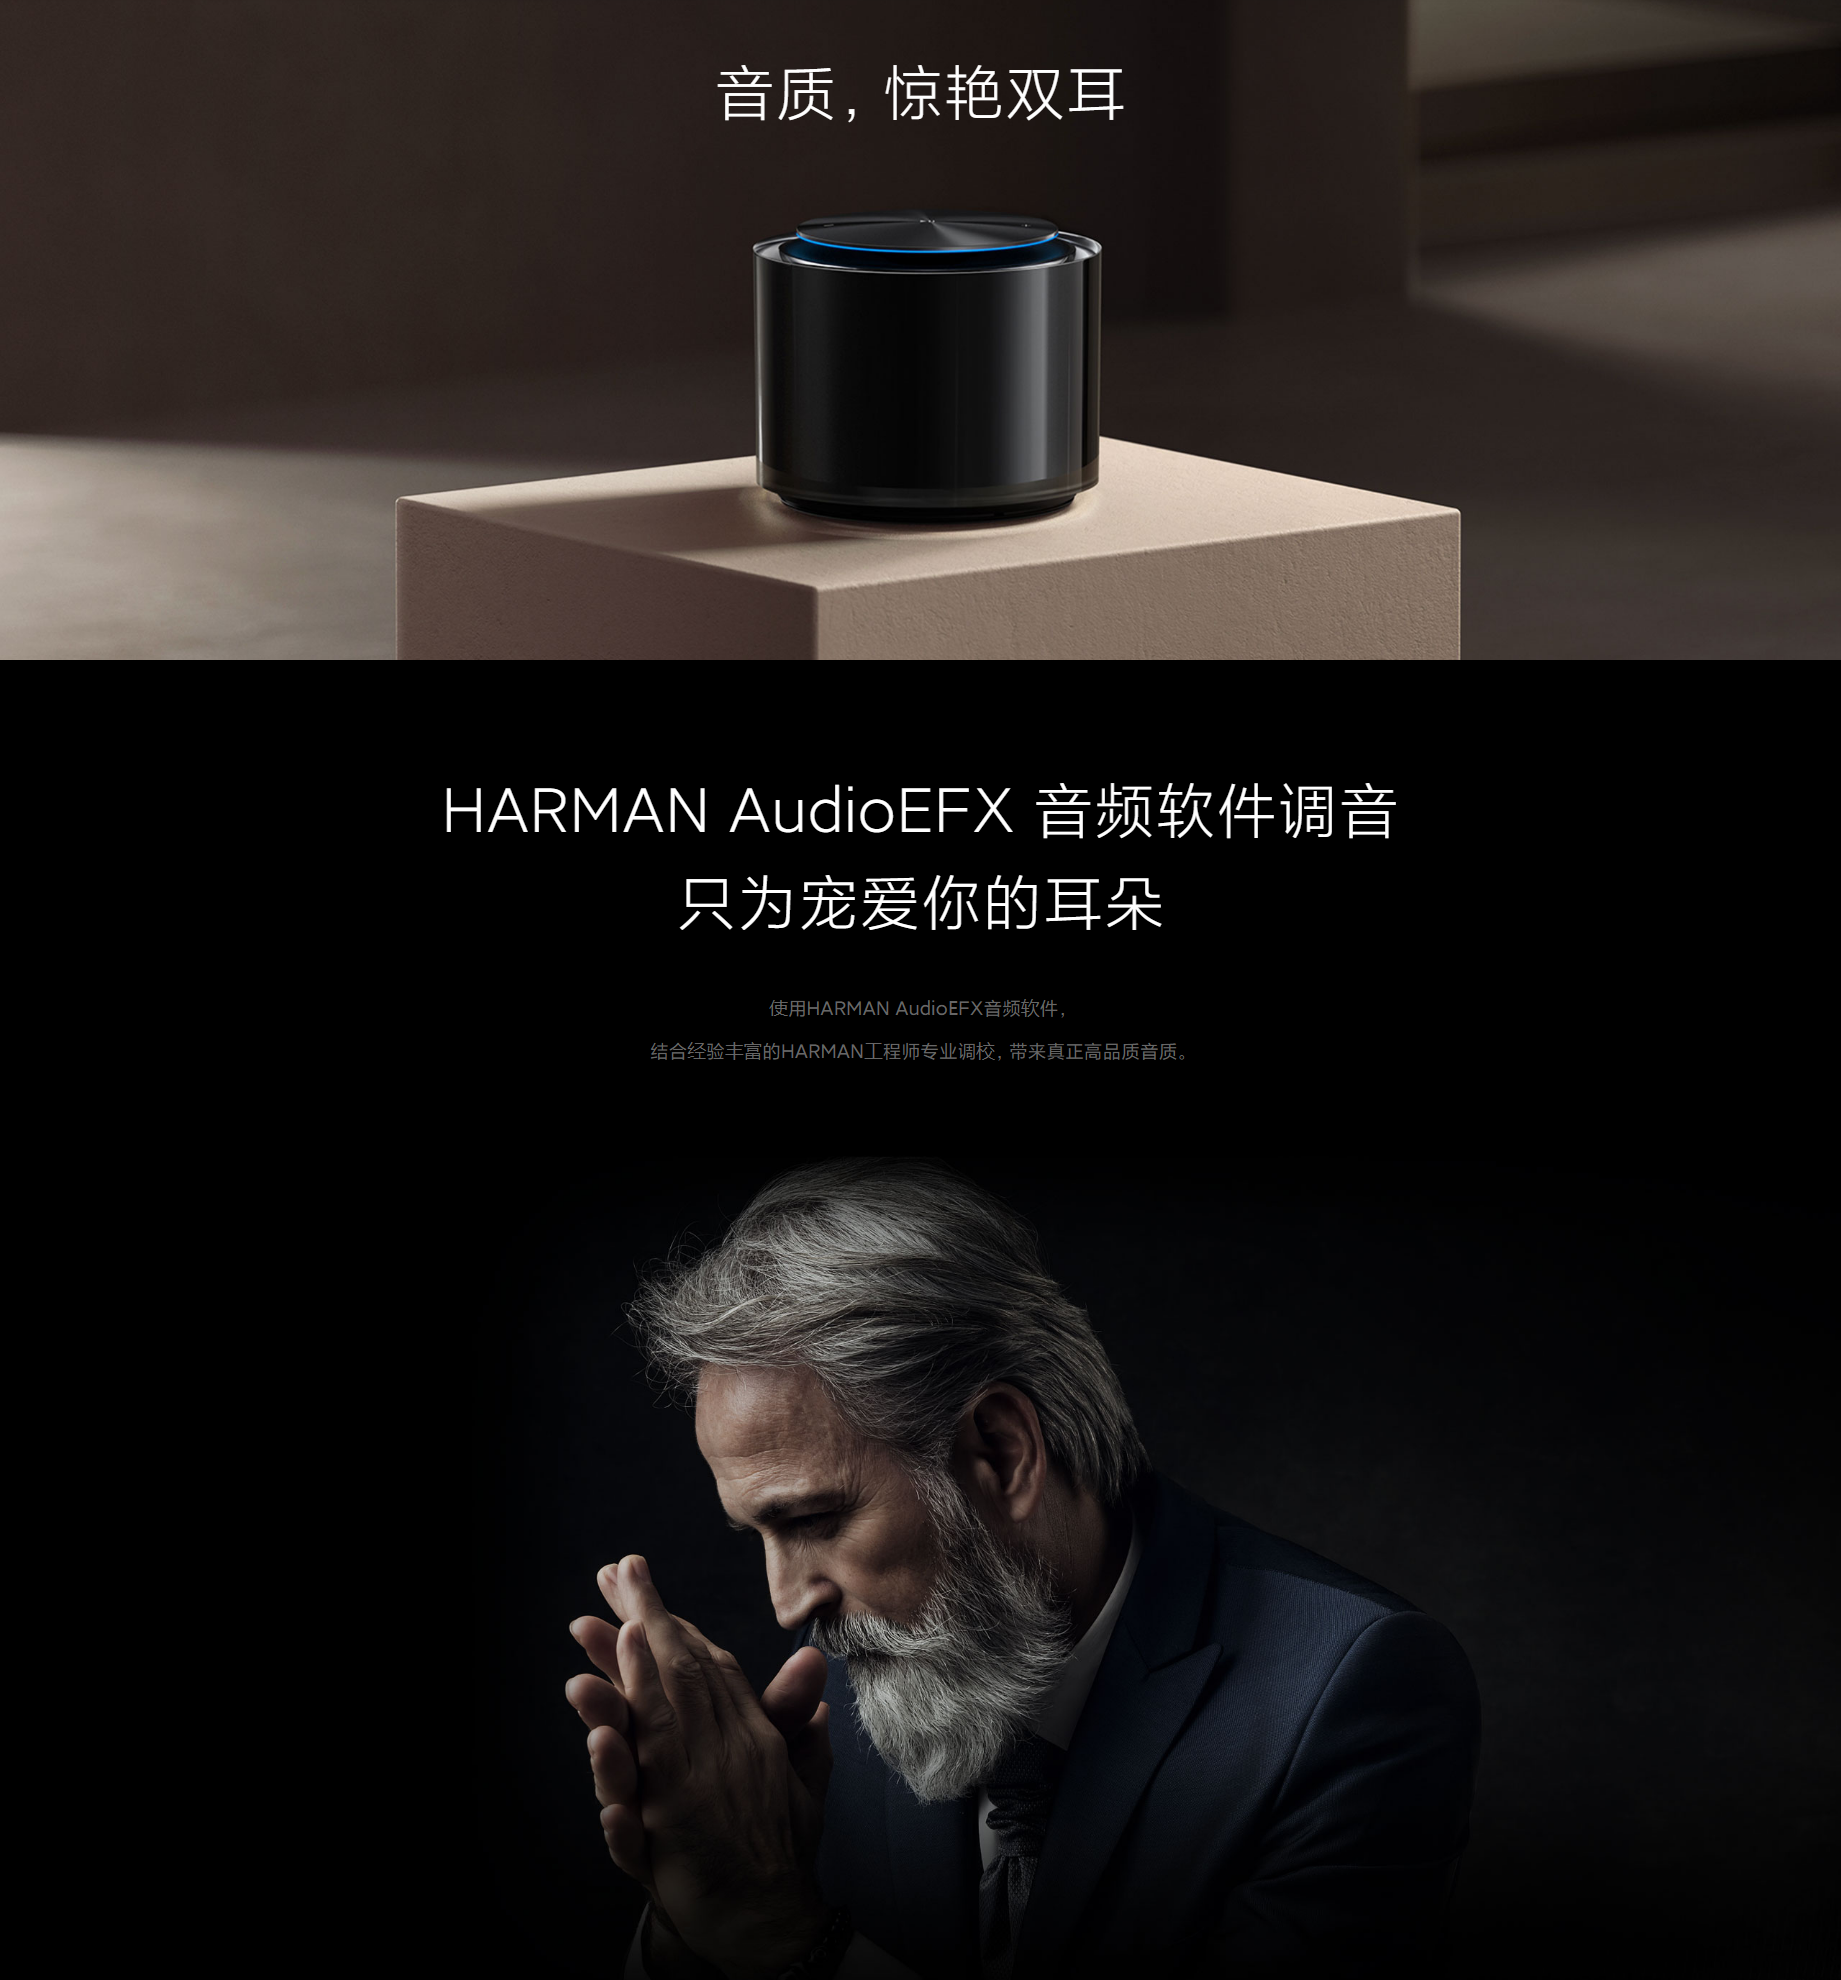 音质，惊艳双耳
HARMAN AudioEFX 音频软件调音
只为宠爱你的耳朵
使用HARMAN AudioEFX音频软件，
结合经验丰富的HARMAN工程师专业调校，带来真正高品质音质。